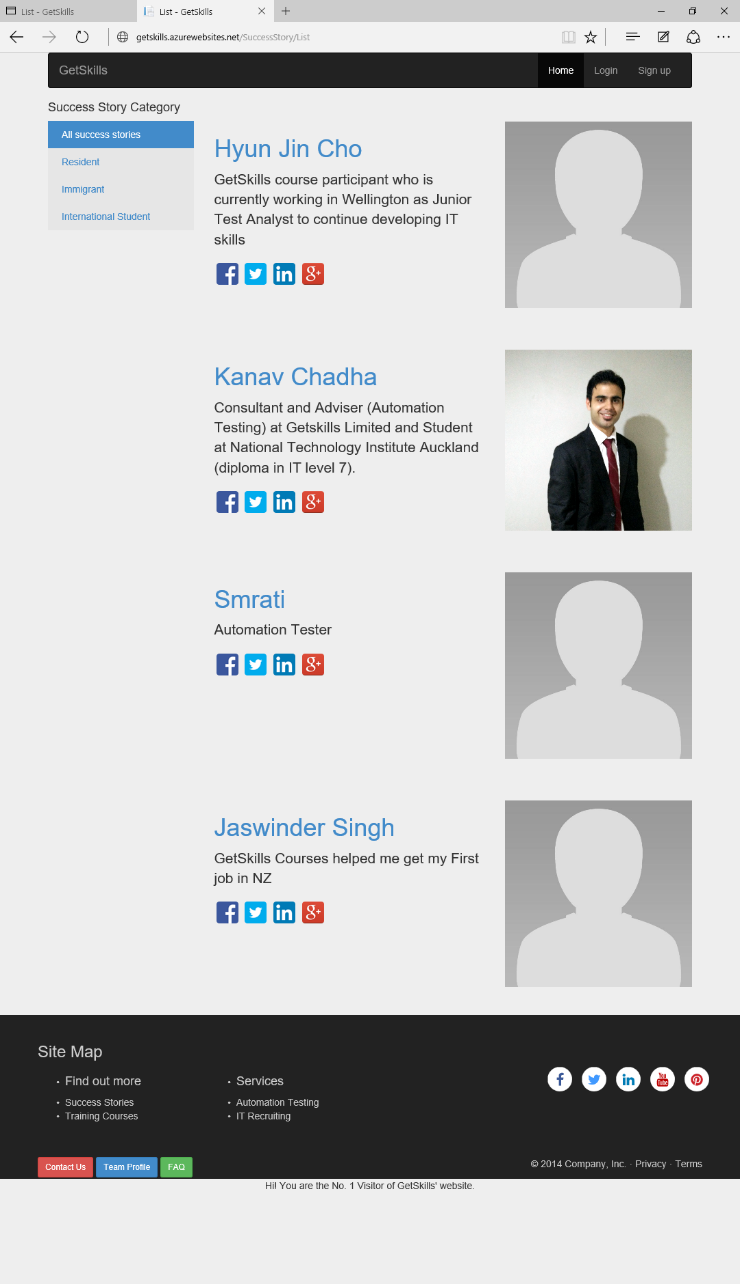 List - GetSkills
List - GetSkills
getskills.azurewebsites.net/SuccessStory/List
GetSkills
Home
Login
Sign up
Success Story Category
All success stories
Resident
Immigrant
International Student
Hyun Jin Cho
GetSkills course participant who is
currently working in Wellington as Junior
Test Analyst to continue developing IT
skills
Kanav Chadha
Consultant and Adviser (Automation
Testing) at Getskills Limited and Student
at National Technology Institute Auckland
(diploma in IT level 7).
Smrati
Automation Tester
Jaswinder Singh
GetSkills Courses helped me get my First
job in NZ
Site Map
• Find out more
• Success Stories
• Training Courses
• Services
• Automation Testing
• IT Recruiting
Contact Us
Team Profile
FAQ
© 2014 Company, Inc. · Privacy · Terms
Hi! You are the No. 1 Visitor of GetSkills' website.